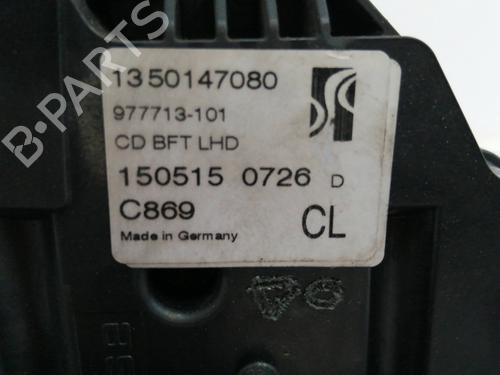 1350147080
977713-101
CD BFT LHD
150515 0726 D
C869
CL
Made in Germany
B-PARTS